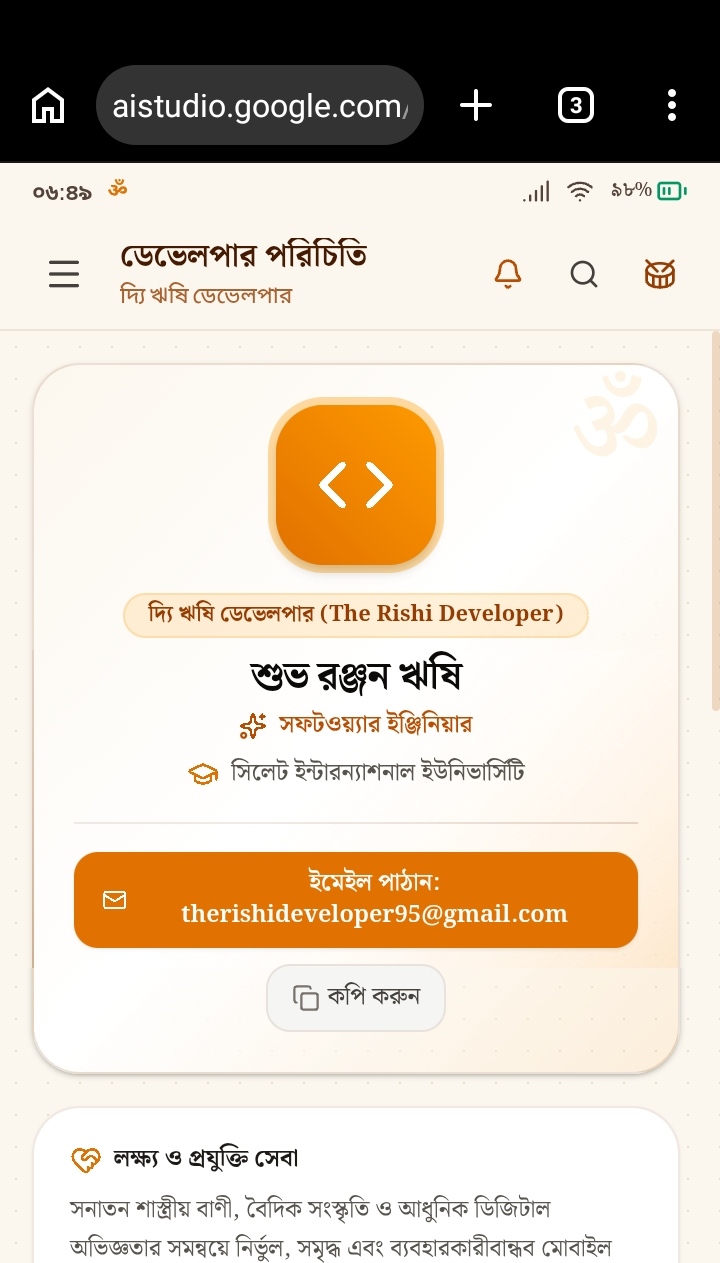 aistudio.google.com/
3
০৬:৪৯ ॐ
৯৮%
ডেভেলপার পরিচিতি
দ্যি ঋষি ডেভেলপার
ॐ
দ্যি ঋষি ডেভেলপার (The Rishi Developer)
শুভ রঞ্জন ঋষি
সফটওয়্যার ইঞ্জিনিয়ার
সিলেট ইন্টারন্যাশনাল ইউনিভার্সিটি
ইমেইল পাঠান:
therishideveloper95@gmail.com
কপি করুন
লক্ষ্য ও প্রযুক্তি সেবা
সনাতন শাস্ত্রীয় বাণী, বৈদিক সংস্কৃতি ও আধুনিক ডিজিটাল
অভিজ্ঞতার সমন্বয়ে নির্ভুল, সমৃদ্ধ এবং ব্যবহারকারীবান্ধব মোবাইল